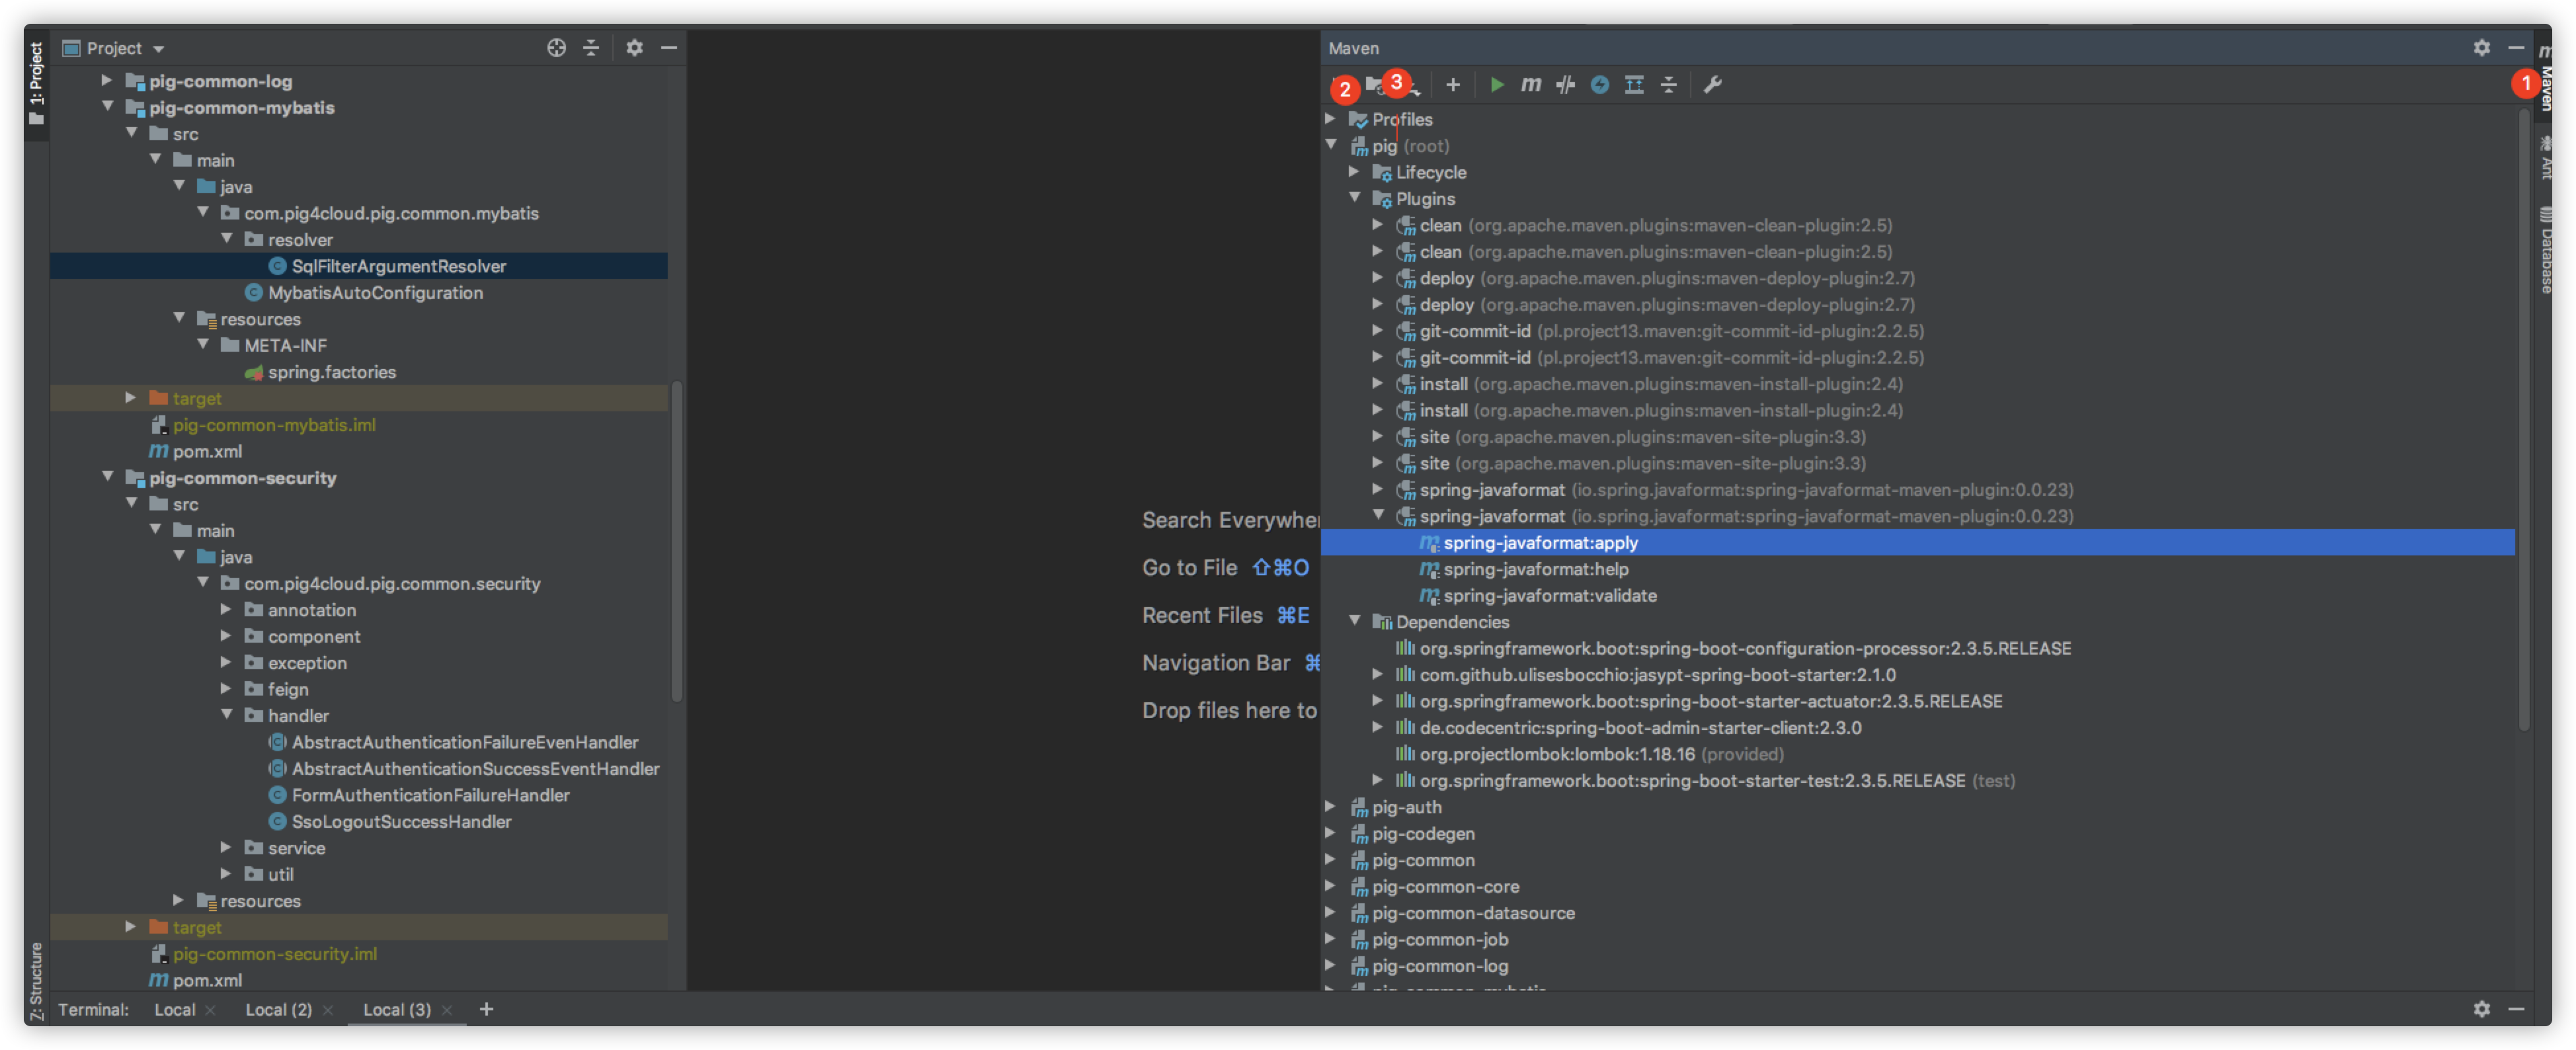 1: Project
Z: Structure
Project
pig-common-log
pig-common-mybatis
src
main
java
com.pig4cloud.pig.common.mybatis
resolver
SqlFilterArgumentResolver
MybatisAutoConfiguration
resources
META-INF
spring.factories
target
pig-common-mybatis.iml
pom.xml
pig-common-security
src
main
java
com.pig4cloud.pig.common.security
annotation
component
exception
feign
handler
AbstractAuthenticationFailureEvenHandler
AbstractAuthenticationSuccessEventHandler
FormAuthenticationFailureHandler
SsoLogoutSuccessHandler
service
util
resources
target
pig-common-security.iml
pom.xml
Search Everywhe
Go to File ⇧⌘O
Recent Files ⌘E
Navigation Bar ⌘
Drop files here to
Maven
2 3
Profiles
pig (root)
Lifecycle
Plugins
clean (org.apache.maven.plugins:maven-clean-plugin:2.5)
clean (org.apache.maven.plugins:maven-clean-plugin:2.5)
deploy (org.apache.maven.plugins:maven-deploy-plugin:2.7)
deploy (org.apache.maven.plugins:maven-deploy-plugin:2.7)
git-commit-id (pl.project13.maven:git-commit-id-plugin:2.2.5)
git-commit-id (pl.project13.maven:git-commit-id-plugin:2.2.5)
install (org.apache.maven.plugins:maven-install-plugin:2.4)
install (org.apache.maven.plugins:maven-install-plugin:2.4)
site (org.apache.maven.plugins:maven-site-plugin:3.3)
site (org.apache.maven.plugins:maven-site-plugin:3.3)
spring-javaformat (io.spring.javaformat:spring-javaformat-maven-plugin:0.0.23)
spring-javaformat (io.spring.javaformat:spring-javaformat-maven-plugin:0.0.23)
spring-javaformat:apply
spring-javaformat:help
spring-javaformat:validate
Dependencies
org.springframework.boot:spring-boot-configuration-processor:2.3.5.RELEASE
com.github.ulisesbocchio:jasypt-spring-boot-starter:2.1.0
org.springframework.boot:spring-boot-starter-actuator:2.3.5.RELEASE
de.codecentric:spring-boot-admin-starter-client:2.3.0
org.projectlombok:lombok:1.18.16 (provided)
org.springframework.boot:spring-boot-starter-test:2.3.5.RELEASE (test)
pig-auth
pig-codegen
pig-common
pig-common-core
pig-common-datasource
pig-common-job
pig-common-log
1
Maven
Ant
Database
Terminal: Local Local (2) Local (3)